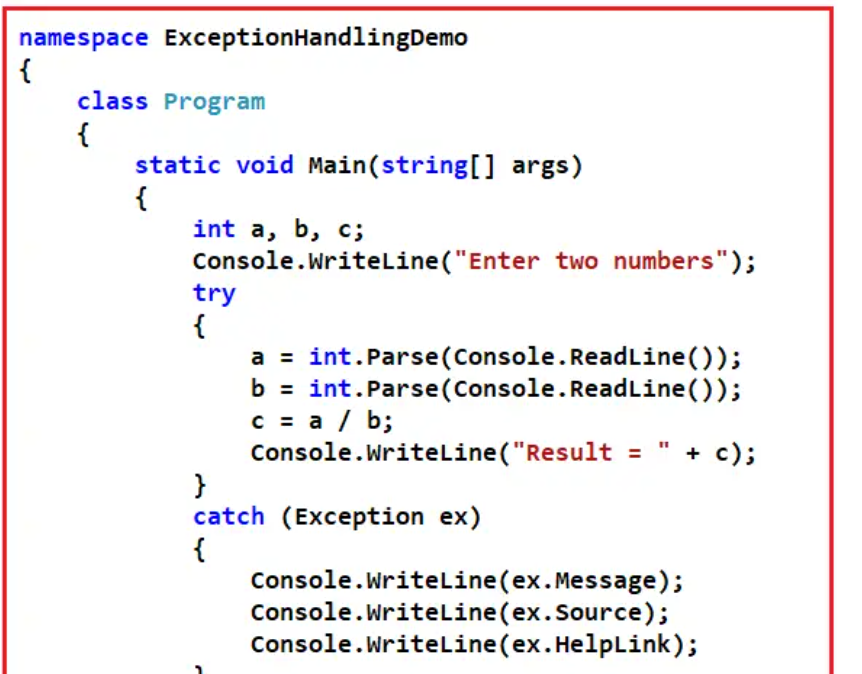 namespace ExceptionHandlingDemo
{
    class Program
    {
        static void Main(string[] args)
        {
            int a, b, c;
            Console.WriteLine("Enter two numbers");
            try
            {
                a = int.Parse(Console.ReadLine());
                b = int.Parse(Console.ReadLine());
                c = a / b;
                Console.WriteLine("Result = " + c);
            }
            catch (Exception ex)
            {
                Console.WriteLine(ex.Message);
                Console.WriteLine(ex.Source);
                Console.WriteLine(ex.HelpLink);